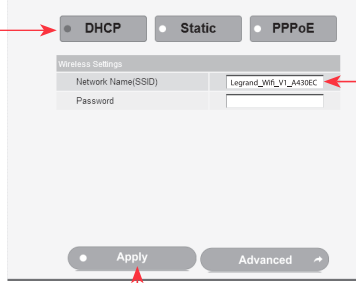 DHCP Static PPPoE
Wireless Settings
Network Name(SSID) Legrand_Wifi_V1_A430EC
Password
Apply Advanced